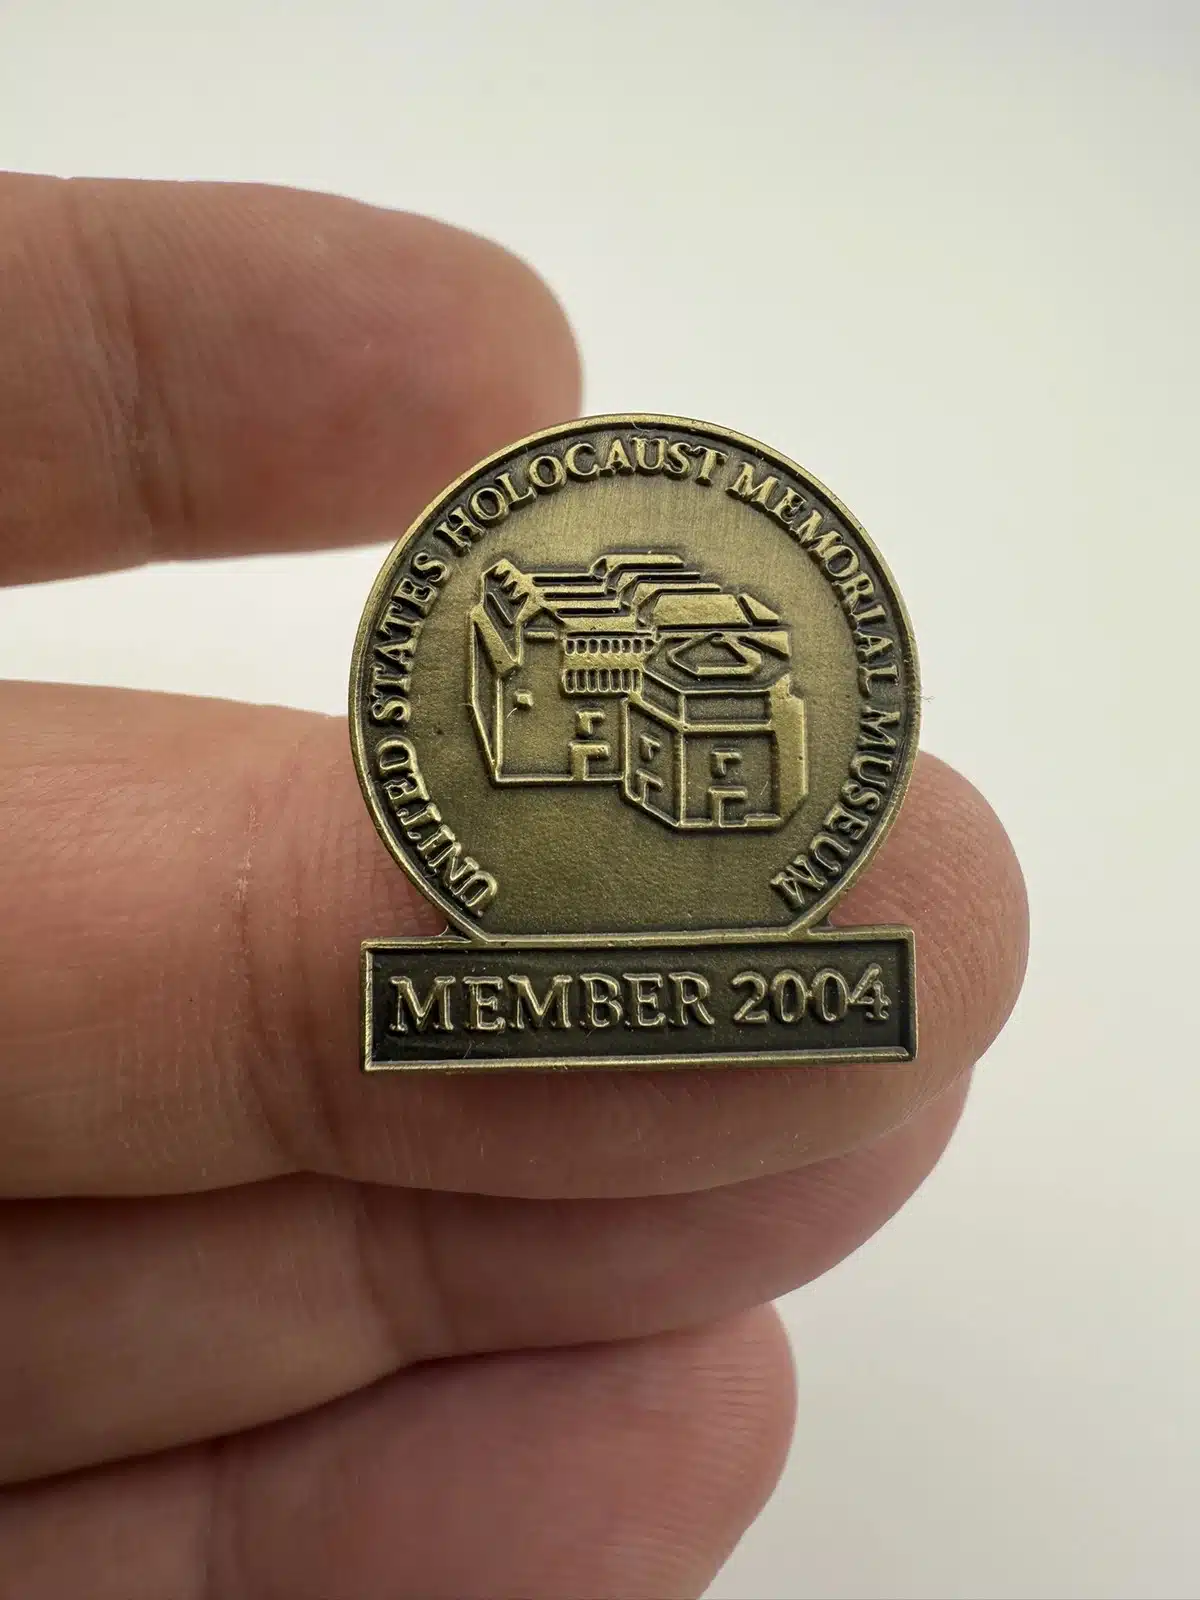 UNITED STATES HOLOCAUST MEMORIAL MUSEUM
MEMBER 2004